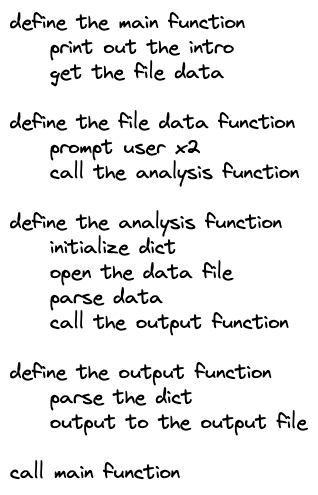 define the main function
print out the intro
get the file data
define the file data function
prompt user x2
call the analysis function
define the analysis function
initialize dict
open the data file
parse data
call the output function
define the output function
parse the dict
output to the output file
call main function